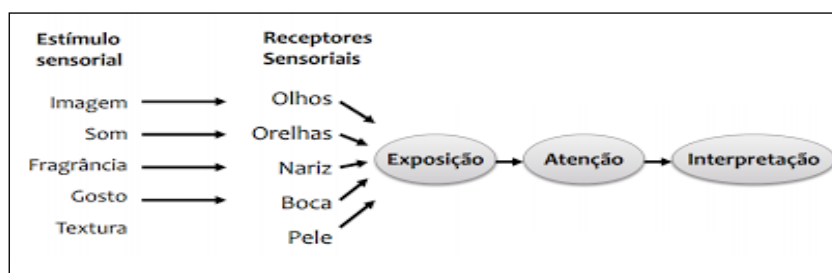 Estímulo
sensorial
Receptores
Sensoriais
Imagem
Olhos
Som
Orelhas
Fragrância
Nariz
Gosto
Boca
Textura
Pele
Exposição
Atenção
Interpretação